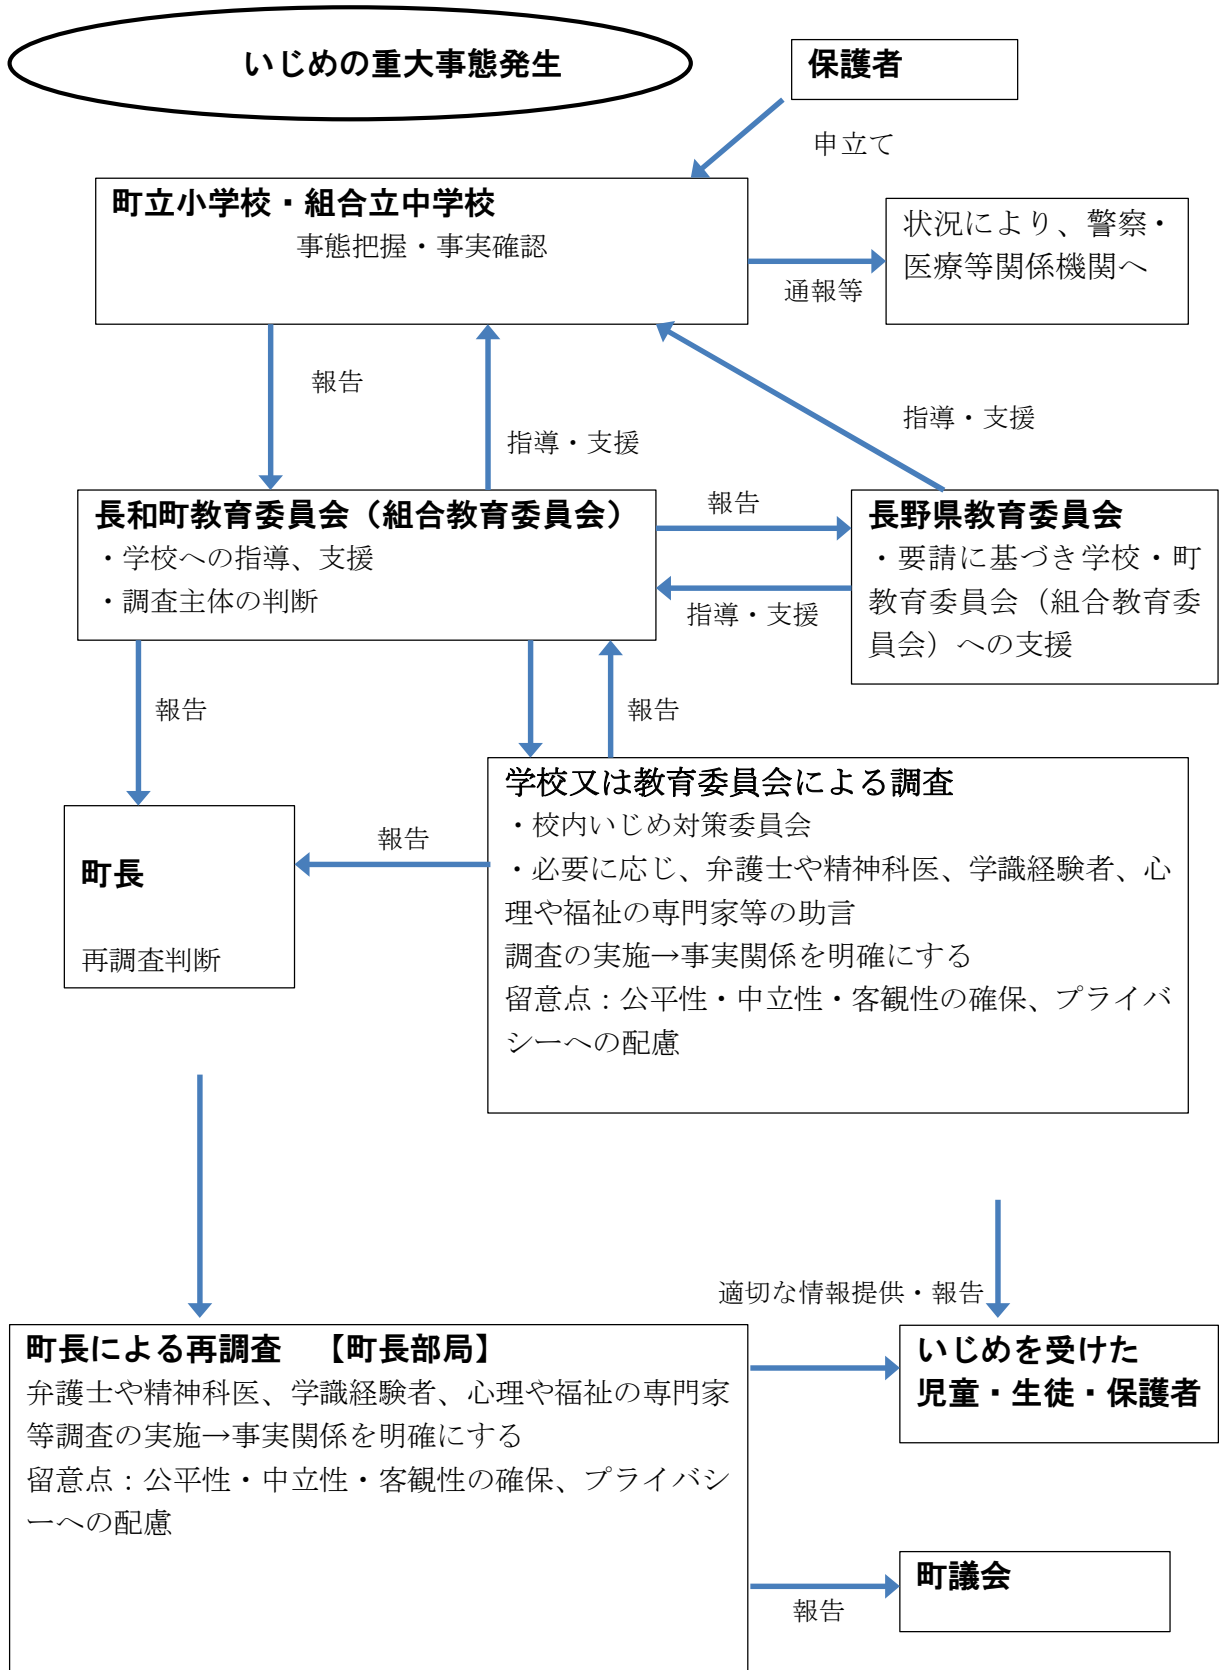 いじめの重大事態発生
保護者
申立て
町立小学校・組合立中学校
事態把握・事実確認
状況により、警察・
医療等関係機関へ
通報等
報告
指導・支援
指導・支援
長和町教育委員会（組合教育委員会）
・学校への指導、支援
・調査主体の判断
報告
指導・支援
長野県教育委員会
・要請に基づき学校・町
教育委員会（組合教育委
員会）への支援
報告
報告
学校又は教育委員会による調査
・校内いじめ対策委員会
・必要に応じ、弁護士や精神科医、学識経験者、心
理や福祉の専門家等の助言
調査の実施→事実関係を明確にする
留意点：公平性・中立性・客観性の確保、プライバ
シーへの配慮
報告
町長
再調査判断
適切な情報提供・報告
町長による再調査　【町長部局】
弁護士や精神科医、学識経験者、心理や福祉の専門家
等調査の実施→事実関係を明確にする
留意点：公平性・中立性・客観性の確保、プライバシ
ーへの配慮
いじめを受けた
児童・生徒・保護者
報告
町議会